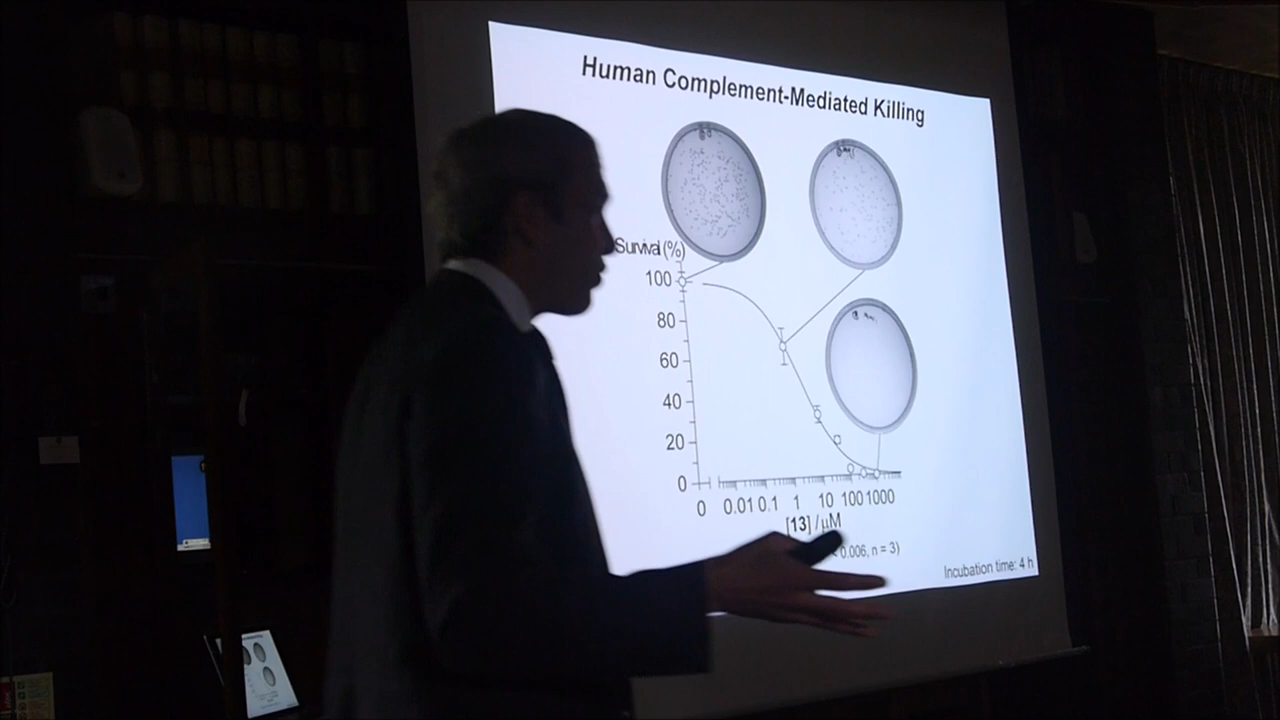 Human Complement-Mediated Killing
Survival (%)
100
80
60
40
20
0
0 0.01 0.1 1 10 100 1000
[13] / µM
0.006, n = 3)
Incubation time: 4 h